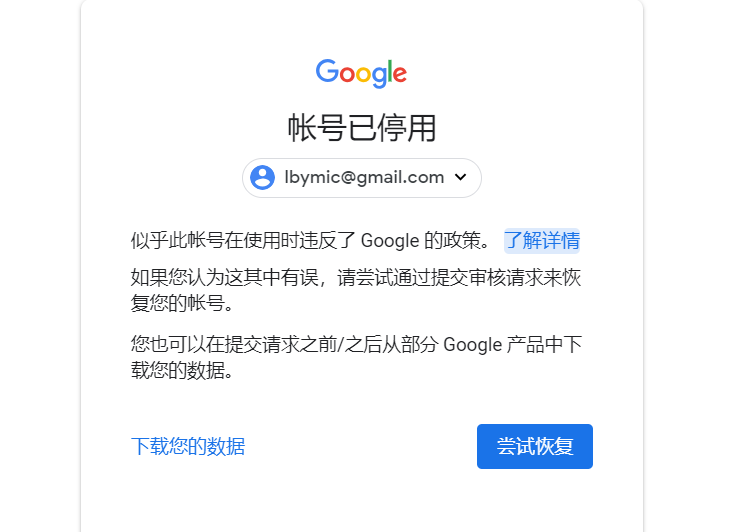 Google
帐号已停用
lbymic@gmail.com
似乎此帐号在使用时违反了 Google 的政策。 了解详情
如果您认为这其中有误，请尝试通过提交审核请求来恢
复您的帐号。
您也可以在提交请求之前/之后从部分 Google 产品中下
载您的数据。
下载您的数据
尝试恢复